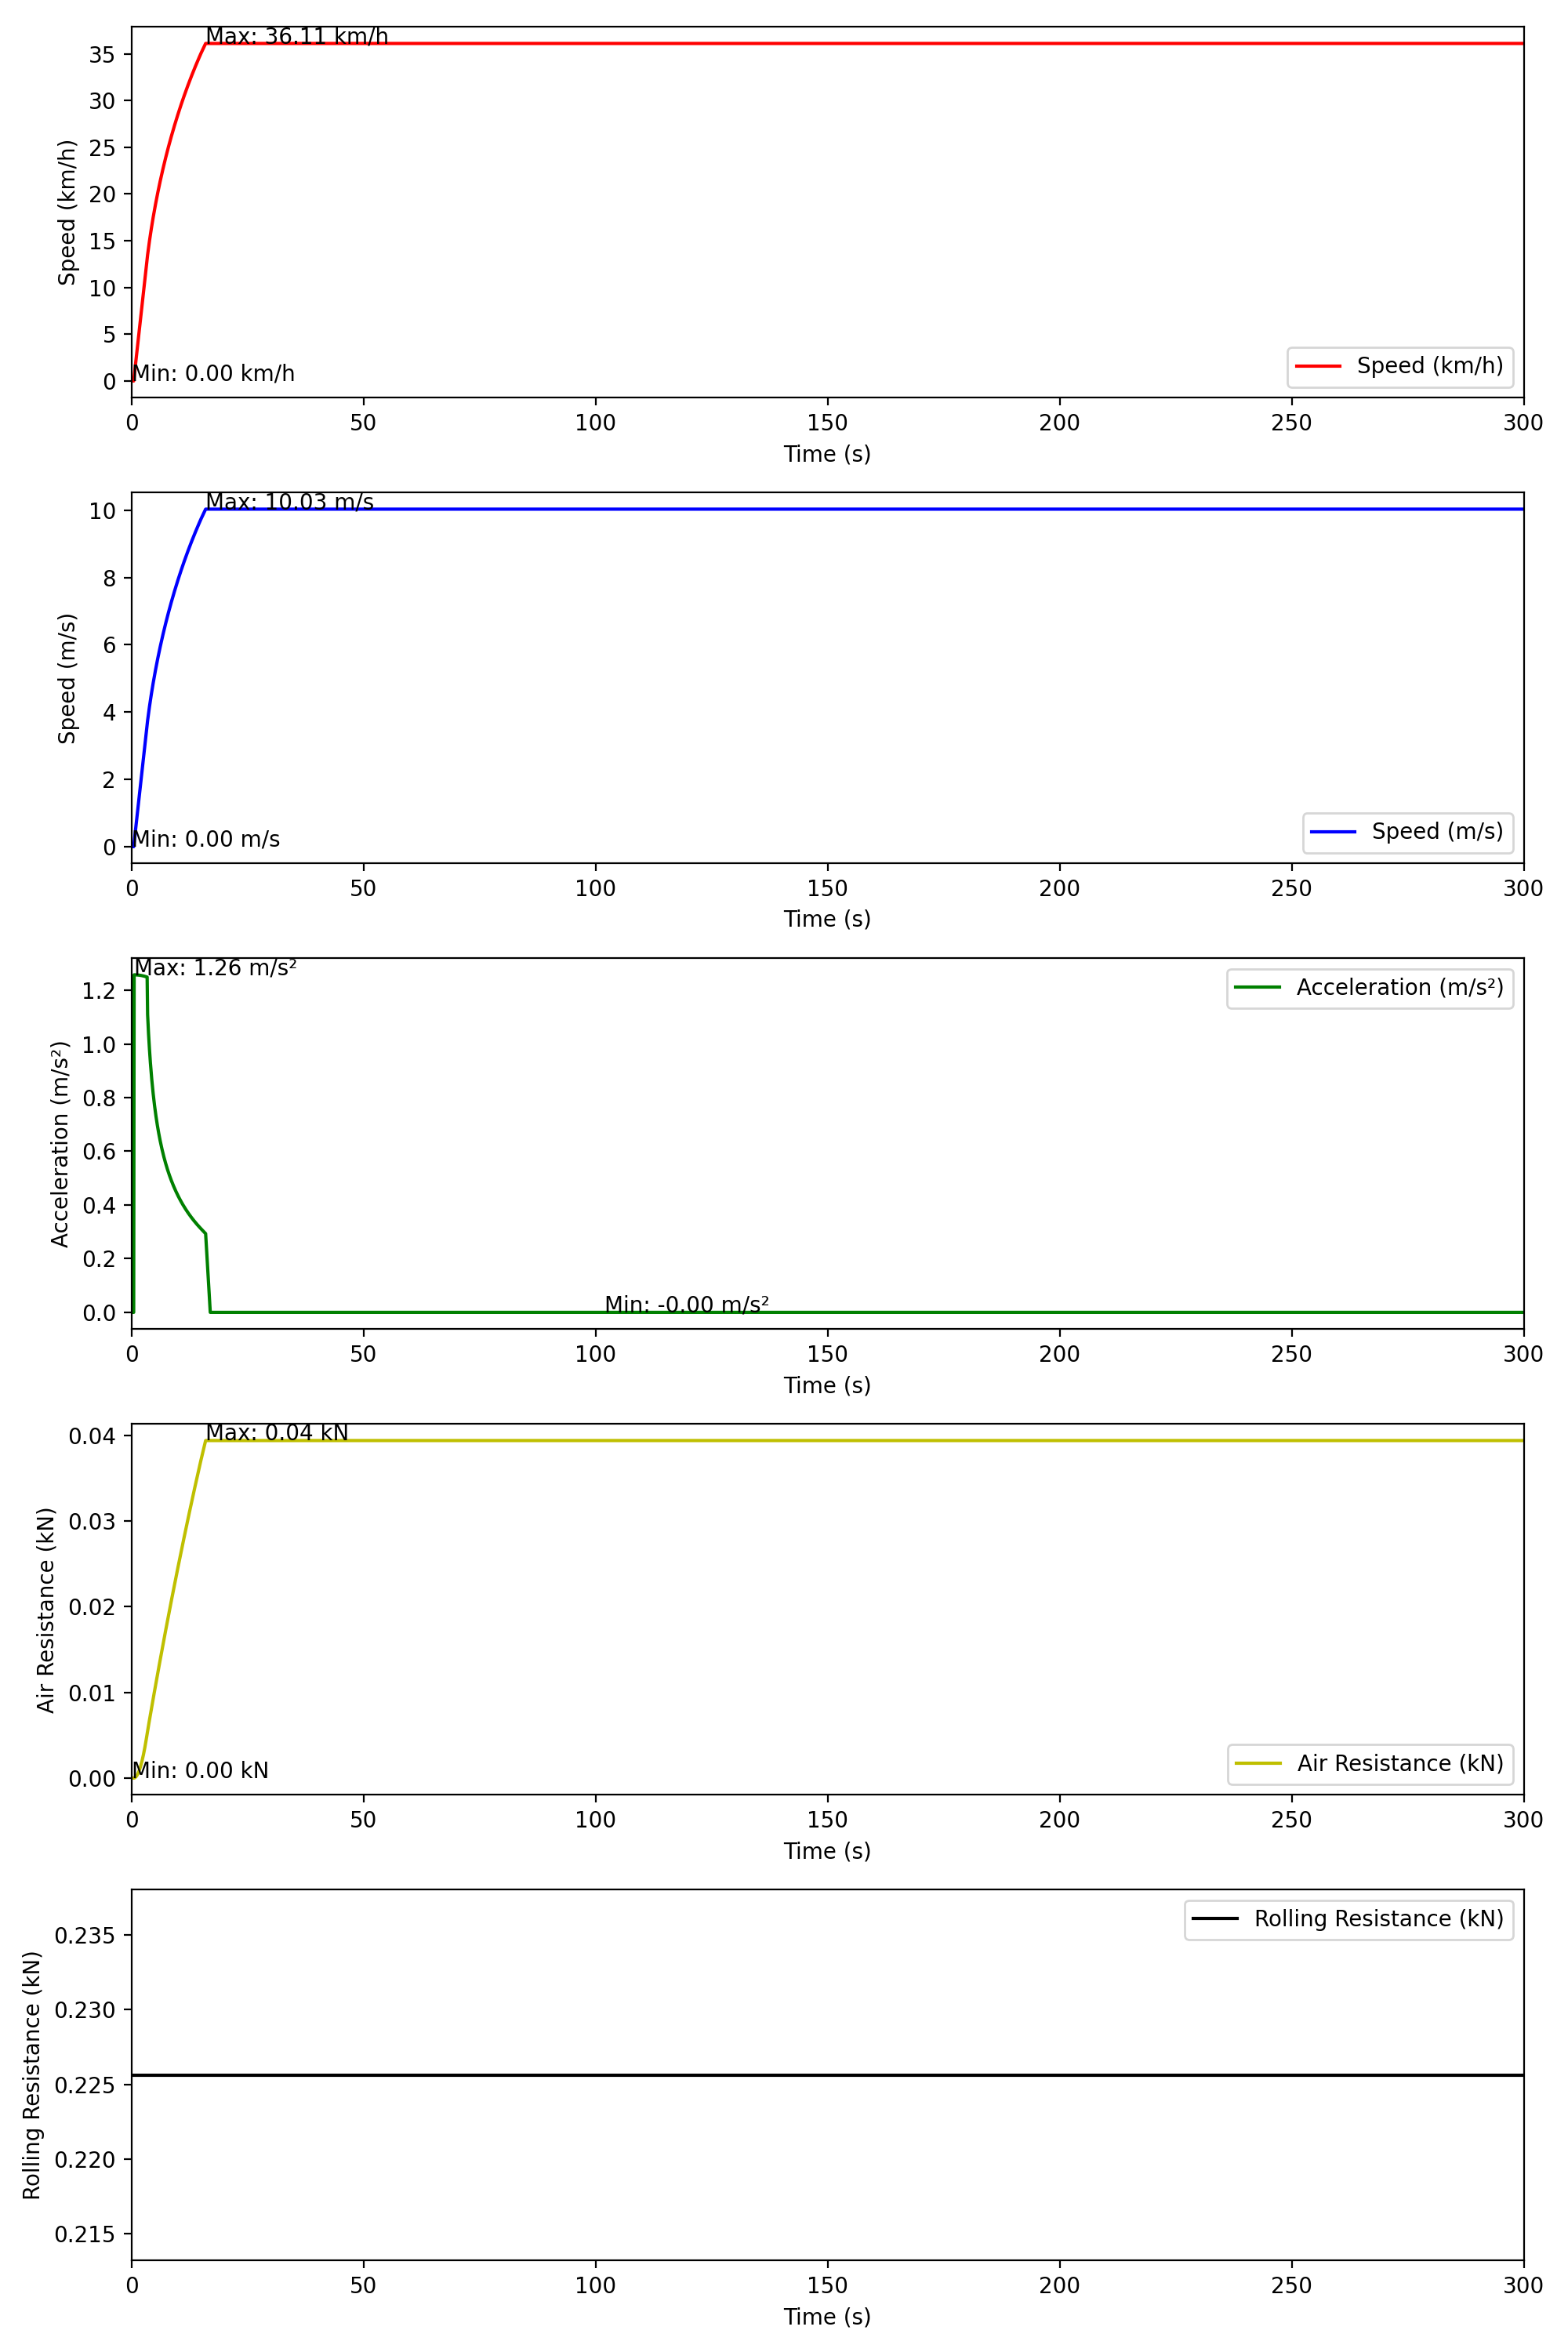 Max: 36.11 km/h
35
30
25
20
15
10
5
0
Speed (km/h)
Min: 0.00 km/h
Speed (km/h)
0 50 100 150 200 250 300
Time (s)
Max: 10.03 m/s
10
8
6
4
2
0
Speed (m/s)
Min: 0.00 m/s
Speed (m/s)
0 50 100 150 200 250 300
Time (s)
Max: 1.26 m/s²
Acceleration (m/s²)
1.2
1.0
0.8
0.6
0.4
0.2
0.0
Acceleration (m/s²)
Min: -0.00 m/s²
0 50 100 150 200 250 300
Time (s)
Max: 0.04 kN
0.04
0.03
0.02
0.01
0.00
Air Resistance (kN)
Min: 0.00 kN
Air Resistance (kN)
0 50 100 150 200 250 300
Time (s)
Rolling Resistance (kN)
0.235
0.230
0.225
0.220
0.215
Rolling Resistance (kN)
0 50 100 150 200 250 300
Time (s)